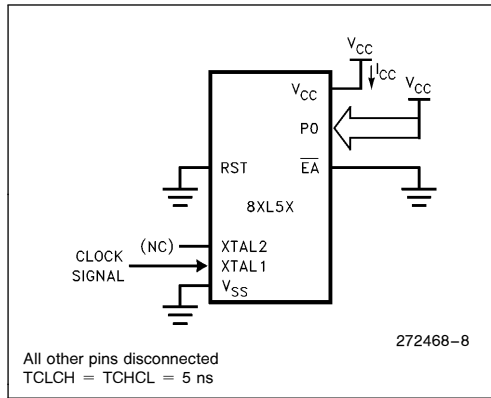 VCC
ICC
VCC
VCC
P0
RST
EA
8XL5X
(NC)
XTAL2
CLOCK SIGNAL
XTAL1
VSS
272468–8
All other pins disconnected
TCLCH = TCHCL = 5 ns